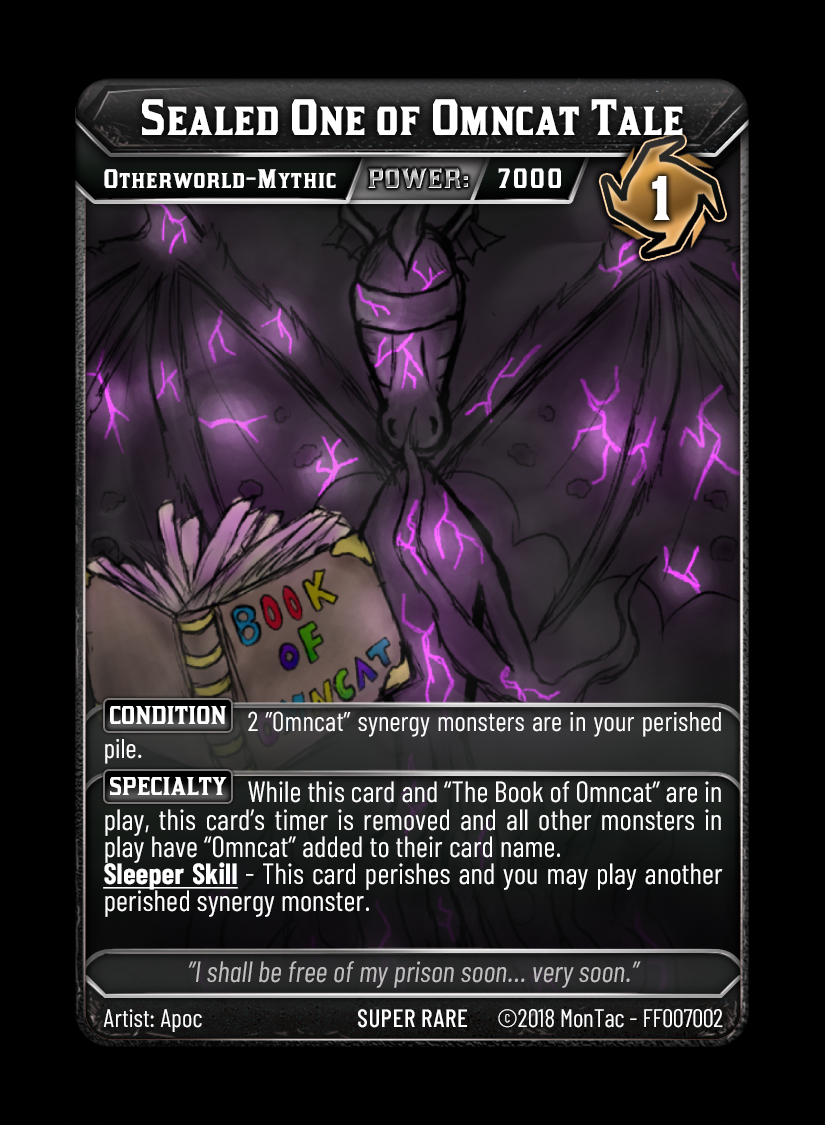 Sealed One of Omncat Tale
Otherworld-Mythic POWER: 7000
1
BOOK
OF
OMNCAT
CONDITION 2 "Omncat" synergy monsters are in your perished
pile.
SPECIALTY While this card and "The Book of Omncat" are in
play, this card's timer is removed and all other monsters in
play have "Omncat" added to their card name.
Sleeper Skill - This card perishes and you may play another
perished synergy monster.
"I shall be free of my prison soon... very soon."
Artist: Apoc SUPER RARE ©2018 MonTac - FF007002